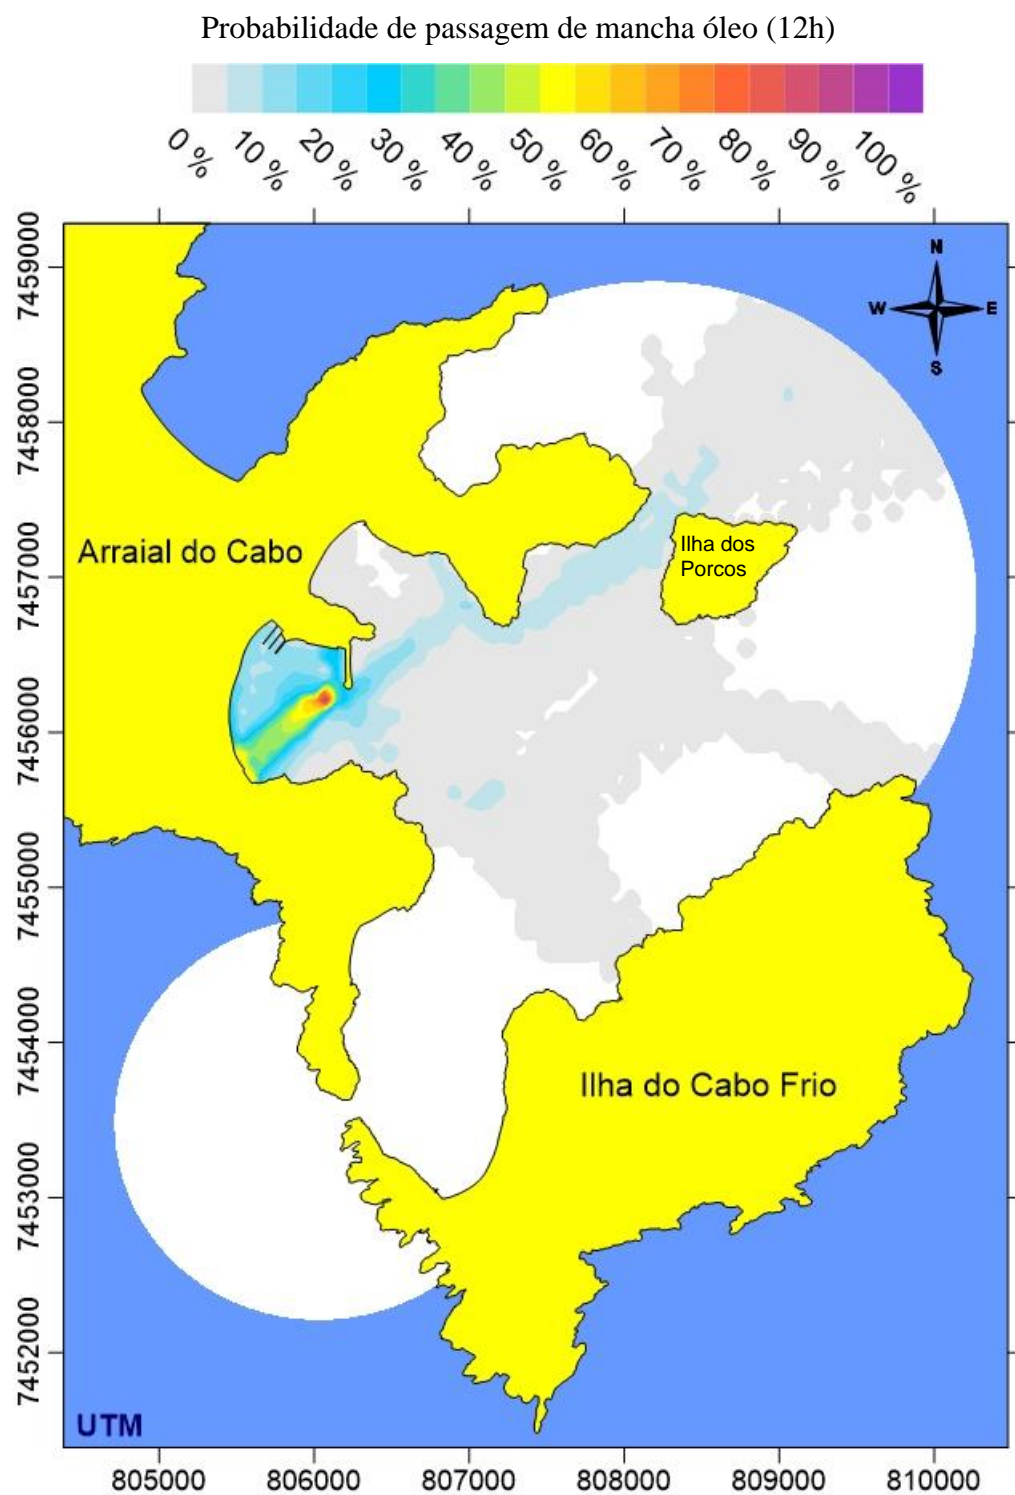 Probabilidade de passagem de mancha óleo (12h)
0 % 10 % 20 % 30 % 40 % 50 % 60 % 70 % 80 % 90 % 100 %
N
W E
S
7459000
7458000
7457000
7456000
7455000
7454000
7453000
7452000
Arraial do Cabo
Ilha dos
Porcos
Ilha do Cabo Frio
UTM
805000 806000 807000 808000 809000 810000